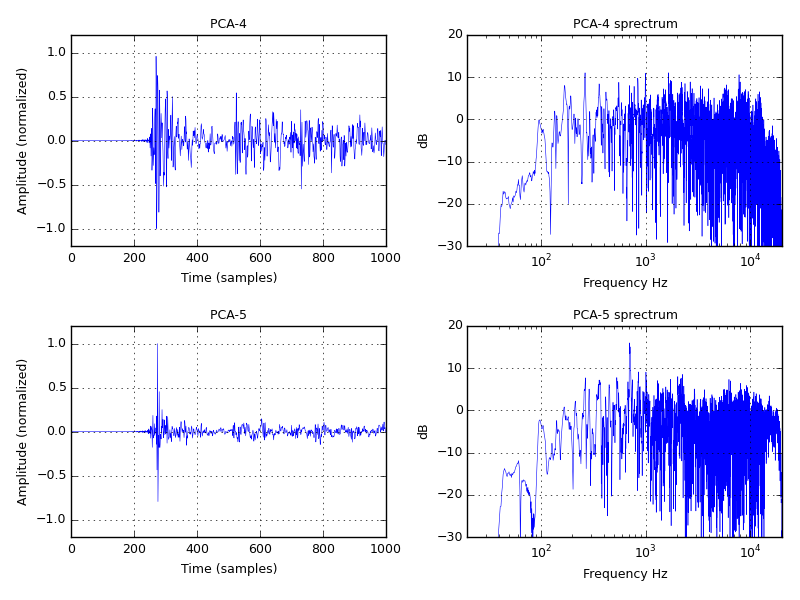 PCA-4
1.0
0.5
0.0
−0.5
−1.0
Amplitude (normalized)
0 200 400 600 800 1000
Time (samples)
PCA-4 sprectrum
20
10
0
−10
−20
−30
dB
10² 10³ 10⁴
Frequency Hz
PCA-5
1.0
0.5
0.0
−0.5
−1.0
Amplitude (normalized)
0 200 400 600 800 1000
Time (samples)
PCA-5 sprectrum
20
10
0
−10
−20
−30
dB
10² 10³ 10⁴
Frequency Hz